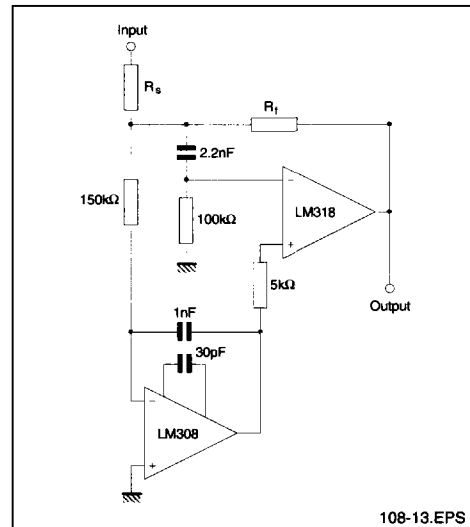 Input
Rs
Rf
2.2nF
150kΩ
100kΩ
−
LM318
+
5kΩ
Output
1nF
30pF
−
LM308
+
108-13.EPS